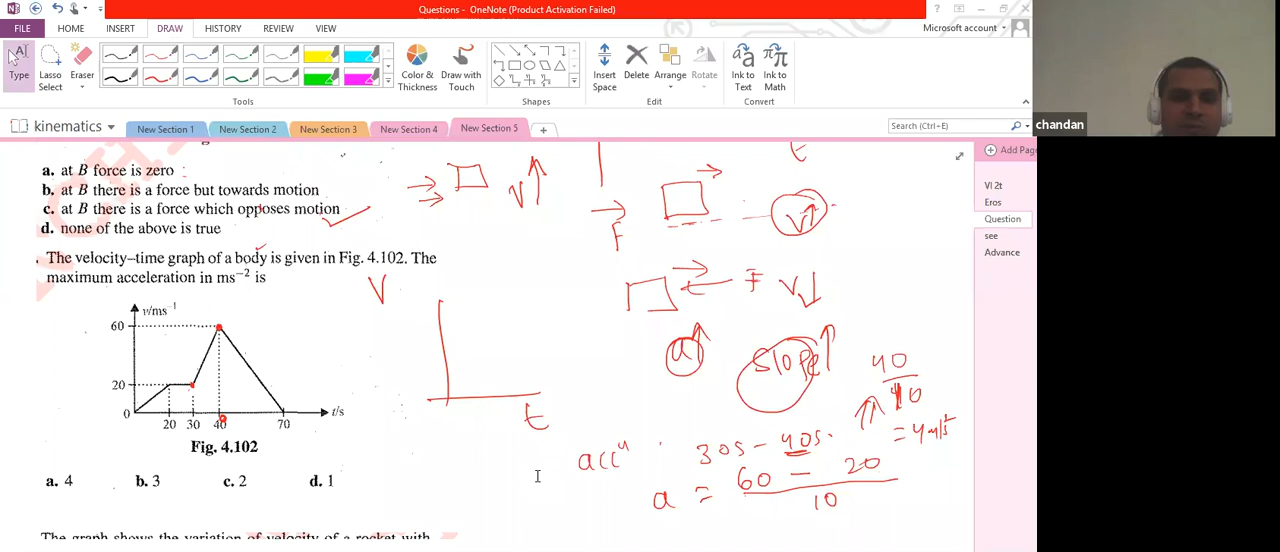 Questions - OneNote (Product Activation Failed)
FILE HOME INSERT DRAW HISTORY REVIEW VIEW
Microsoft account
Type
Lasso Select
Eraser
Color & Thickness
Draw with Touch
Insert Space
Delete
Arrange
Rotate
Ink to Text
Ink to Math
Tools
Shapes
Edit
Convert
chandan
kinematics
New Section 1 New Section 2 New Section 3 New Section 4 New Section 5
Search (Ctrl+E)
Add Pag
VI 2t
Eros
Question
see
Advance
a. at B force is zero
b. at B there is a force but towards motion
c. at B there is a force which opposes motion
d. none of the above is true
. The velocity–time graph of a body is given in Fig. 4.102. The
maximum acceleration in ms⁻² is
v/ms⁻¹
60
20
0
20 30 40 70
t/s
Fig. 4.102
a. 4 b. 3 c. 2 d. 1
V
t
t
V
F
V
F V
a slope
40
10
= 4 m/s²
accⁿ
30s - 40s.
a = 60 - 20
10